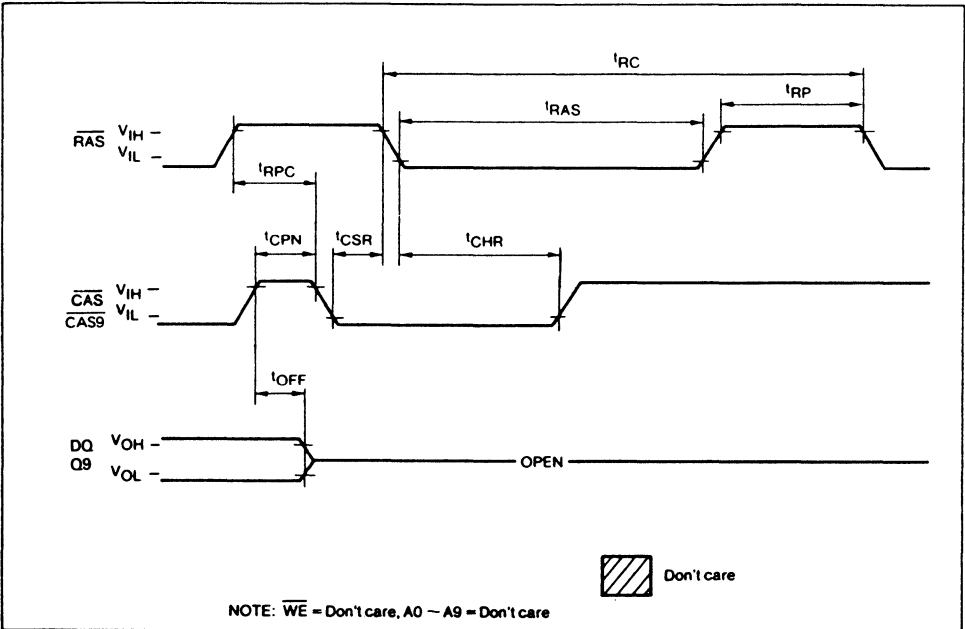 tRC
tRAS
tRP
RAS
VIH
VIL
tRPC
tCPN
tCSR
tCHR
CAS
CAS9
VIH
VIL
tOFF
DQ
Q9
VOH
VOL
OPEN
Don't care
NOTE: WE = Don't care, A0 ~ A9 = Don't care